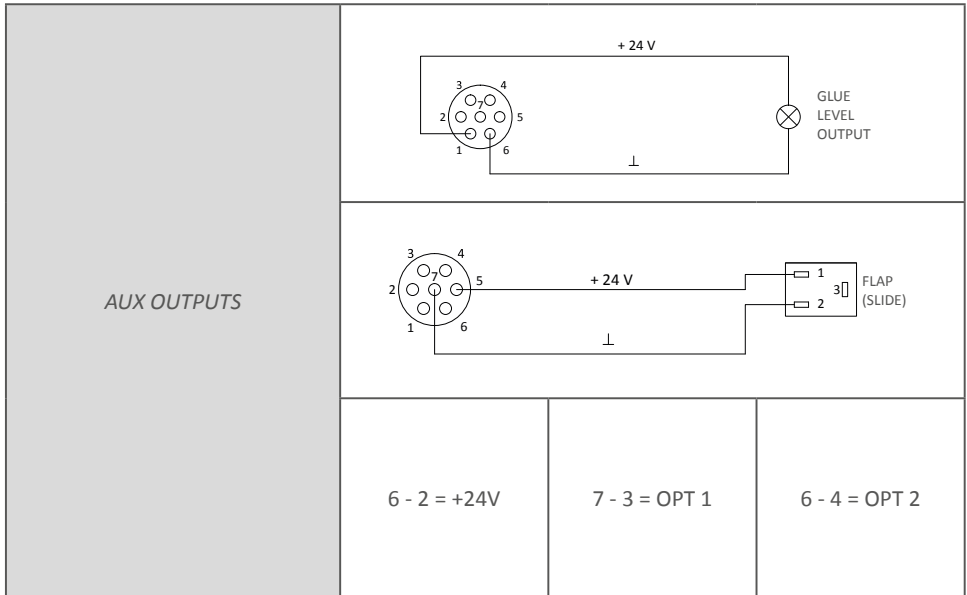 AUX OUTPUTS
+ 24 V
3 4
7
2 5
1 6
⊥
GLUE
LEVEL
OUTPUT
3 4
7
2 5
1 6
+ 24 V
⊥
1
3
2
FLAP
(SLIDE)
6 - 2 = +24V
7 - 3 = OPT 1
6 - 4 = OPT 2